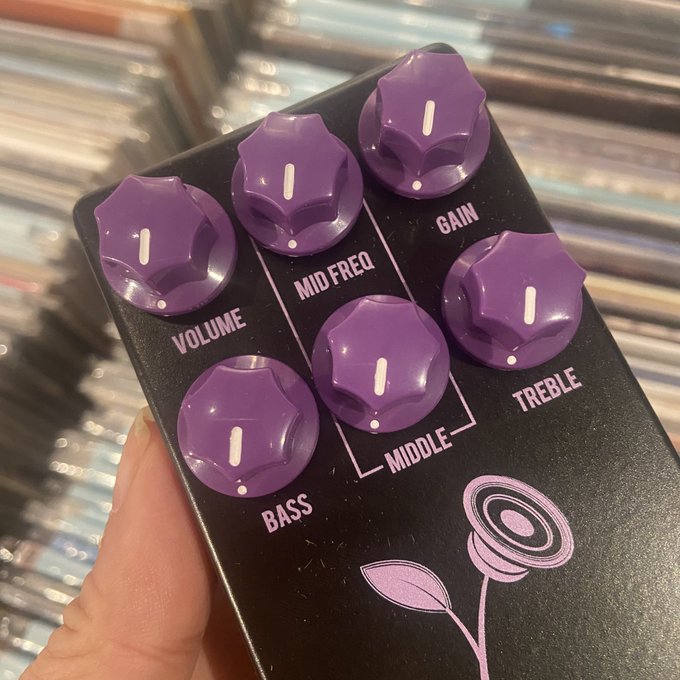 VOLUME
MID FREQ
GAIN
BASS
MIDDLE
TREBLE